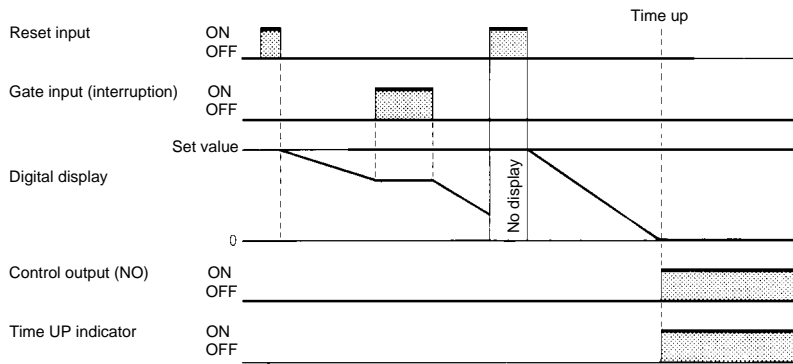 Time up
Reset input ON
OFF
Gate input (interruption) ON
OFF
Set value
Digital display
No display
0
Control output (NO) ON
OFF
Time UP indicator ON
OFF